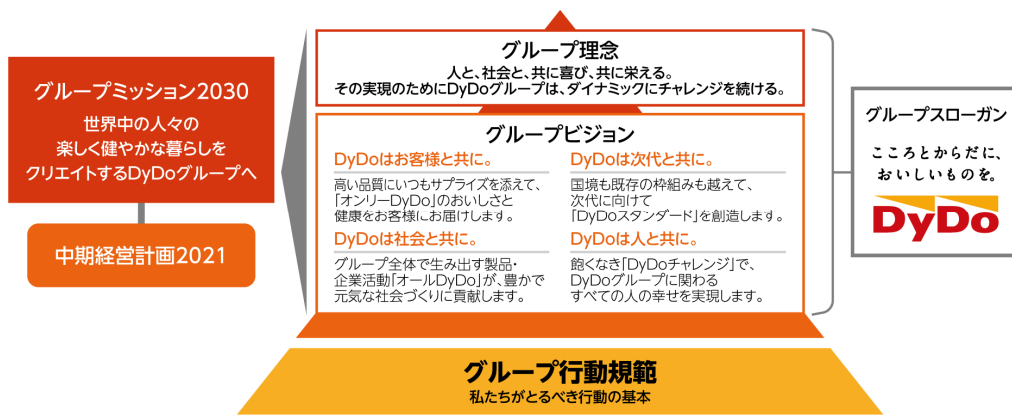 グループミッション2030
世界中の人々の
楽しく健やかな暮らしを
クリエイトするDyDoグループへ
中期経営計画2021
グループ理念
人と、社会と、共に喜び、共に栄える。
その実現のためにDyDoグループは、ダイナミックにチャレンジを続ける。
グループビジョン
DyDoはお客様と共に。
高い品質にいつもサプライズを添えて、
「オンリーDyDo」のおいしさと
健康をお客様にお届けします。
DyDoは次代と共に。
国境も既存の枠組みも越えて、
次代に向けて
「DyDoスタンダード」を創造します。
DyDoは社会と共に。
グループ全体で生み出す製品・
企業活動「オールDyDo」が、豊かで
元気な社会づくりに貢献します。
DyDoは人と共に。
飽くなき「DyDoチャレンジ」で、
DyDoグループに関わる
すべての人の幸せを実現します。
グループ行動規範
私たちがとるべき行動の基本
グループスローガン
こころとからだに、
おいしいものを。
DyDo